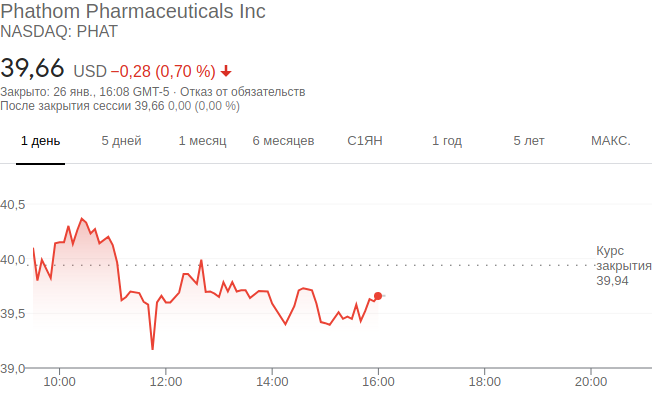 Phathom Pharmaceuticals Inc
NASDAQ: PHAT
39,66 USD −0,28 (0,70 %)
Закрыто: 26 янв., 16:08 GMT-5 · Отказ от обязательств
После закрытия сессии 39,66 0,00 (0,00 %)
1 день 5 дней 1 месяц 6 месяцев С1ЯН 1 год 5 лет МАКС.
40,5
Курс
40,0
закрытия
39,94
39,5
39,0
10:00 12:00 14:00 16:00 18:00 20:00